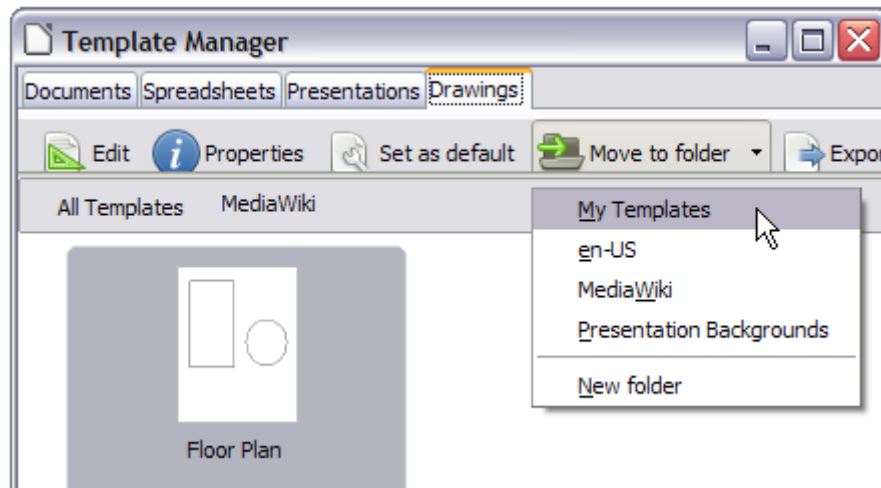 Template Manager
Documents Spreadsheets Presentations Drawings
Edit Properties Set as default Move to folder Expor
All Templates MediaWiki
My Templates
en-US
MediaWiki
Presentation Backgrounds
New folder
Floor Plan